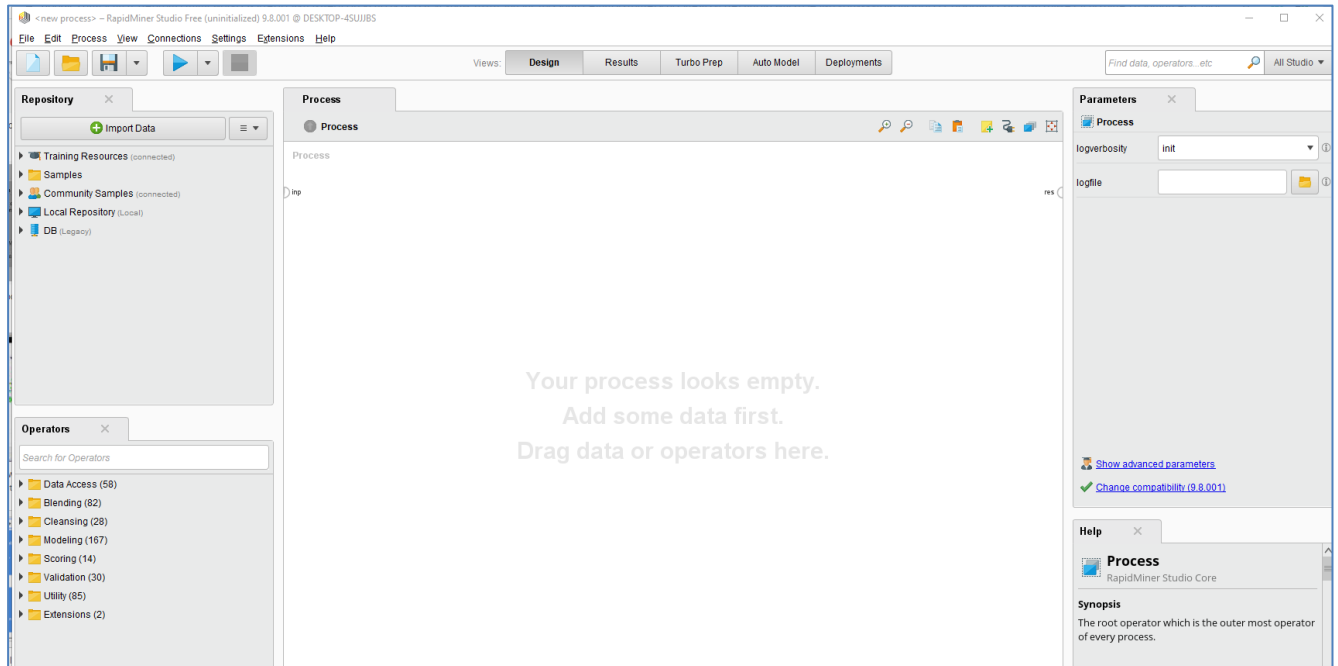 <new process> – RapidMiner Studio Free (uninitialized) 9.8.001 @ DESKTOP-4SUJJBS
File Edit Process View Connections Settings Extensions Help
Views: Design Results Turbo Prep Auto Model Deployments
Find data, operators...etc All Studio
Repository
Import Data
Training Resources (connected)
Samples
Community Samples (connected)
Local Repository (Local)
DB (Legacy)
Operators
Search for Operators
Data Access (58)
Blending (82)
Cleansing (28)
Modeling (167)
Scoring (14)
Validation (30)
Utility (85)
Extensions (2)
Process
Process
Process
inp res
Your process looks empty.
Add some data first.
Drag data or operators here.
Parameters
Process
logverbosity init
logfile
Show advanced parameters
Change compatibility (9.8.001)
Help
Process
RapidMiner Studio Core
Synopsis
The root operator which is the outer most operator
of every process.